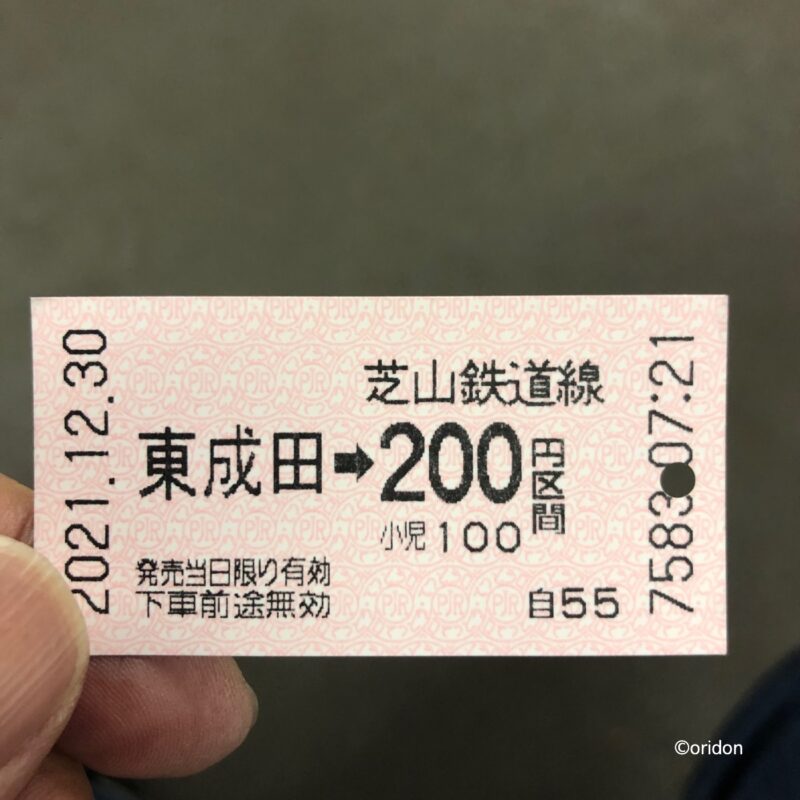 2021.12.30
芝山鉄道線
東成田➡200円区間
小児100
発売当日限り有効
下車前途無効
自55
7583 07:21
©oridon